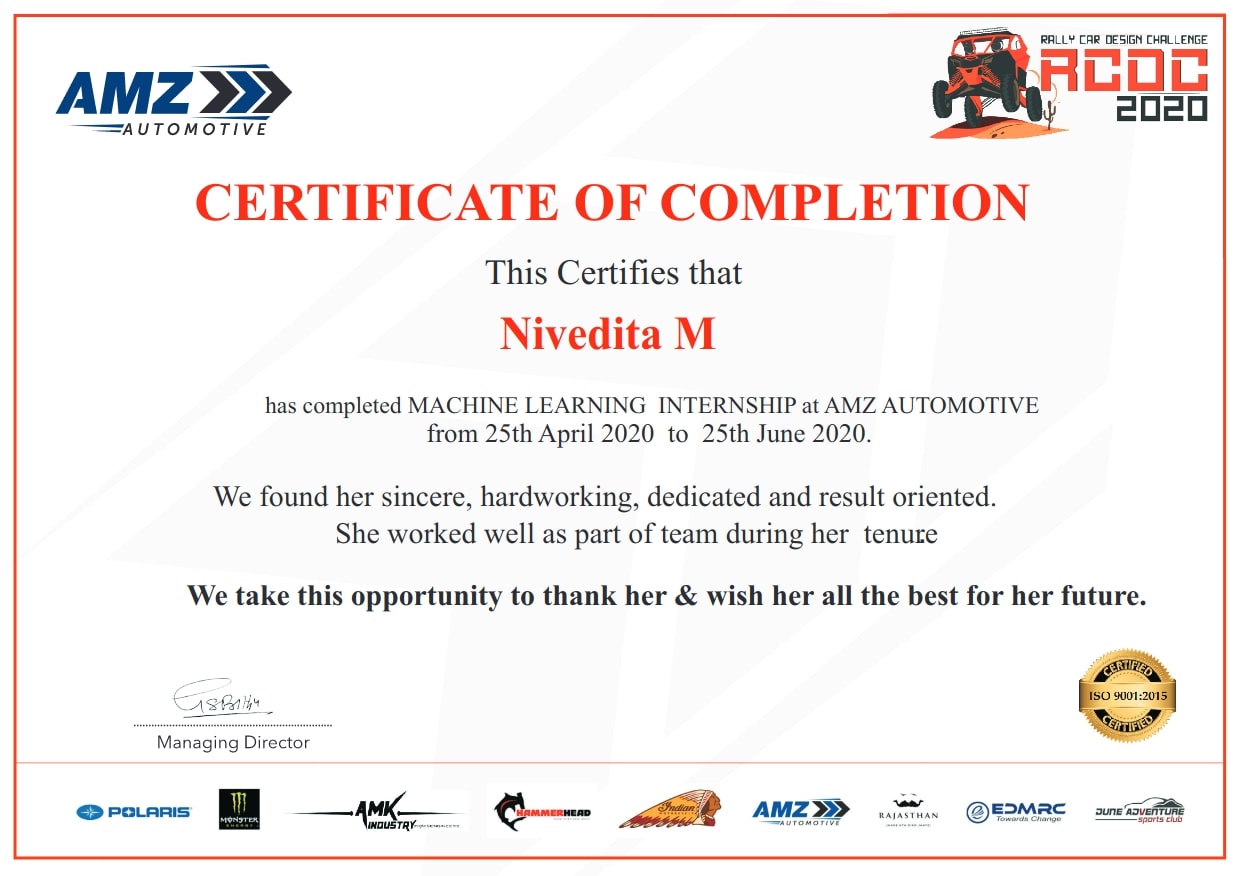 AMZ
AUTOMOTIVE
RALLY CAR DESIGN CHALLENGE
RCDC
2020
CERTIFICATE OF COMPLETION
This Certifies that
Nivedita M
has completed MACHINE LEARNING INTERNSHIP at AMZ AUTOMOTIVE
from 25th April 2020 to 25th June 2020.
We found her sincere, hardworking, dedicated and result oriented.
She worked well as part of team during her tenure.
We take this opportunity to thank her & wish her all the best for her future.
CERTIFIED
ISO 9001:2015
CERTIFIED
Managing Director
POLARIS
MONSTER
ENERGY
AMK
INDUSTRY
HAMMERHEAD
Indian
MOTORCYCLE
AMZ
AUTOMOTIVE
RAJASTHAN
EDMRC
Towards Change
JUNE ADVENTURE
sports club